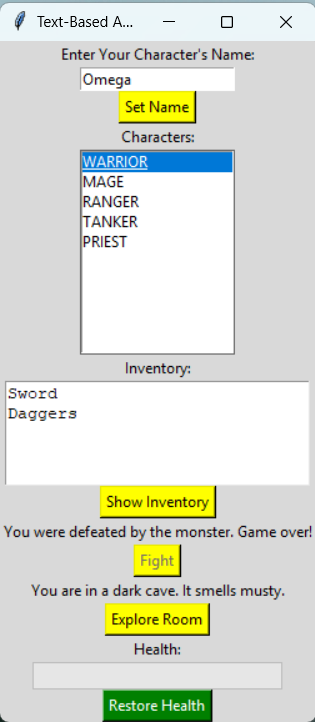 Text-Based A...
Enter Your Character's Name:
Omega
Set Name
Characters:
WARRIOR
MAGE
RANGER
TANKER
PRIEST
Inventory:
Sword
Daggers
Show Inventory
You were defeated by the monster. Game over!
Fight
You are in a dark cave. It smells musty.
Explore Room
Health:
Restore Health